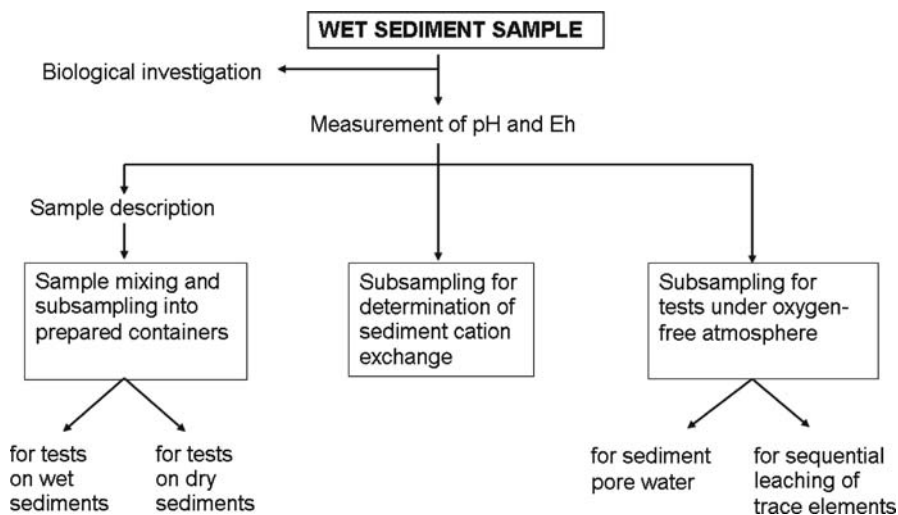 WET SEDIMENT SAMPLE
Biological investigation
Measurement of pH and Eh
Sample description
Sample mixing and
subsampling into
prepared containers
Subsampling for
determination of
sediment cation
exchange
Subsampling for
tests under oxygen-
free atmosphere
for tests
on wet
sediments
for tests
on dry
sediments
for sediment
pore water
for sequential
leaching of
trace elements